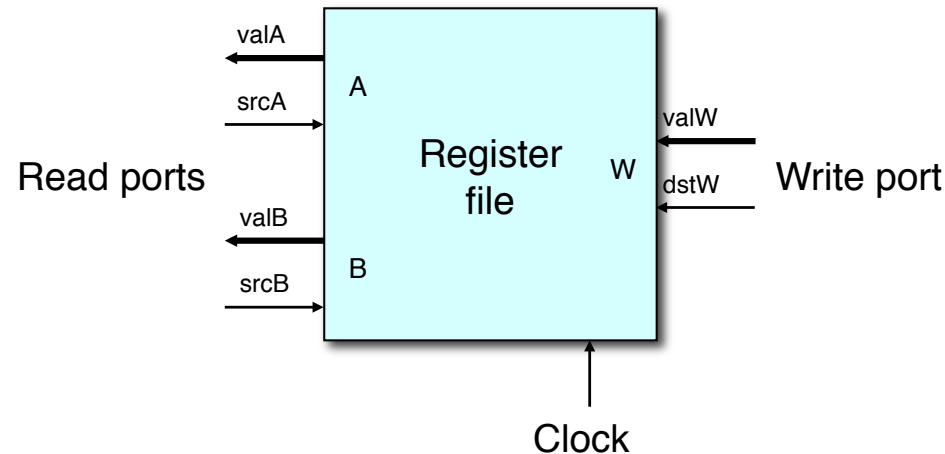 valA
A
srcA
Read ports
valB
B
srcB
Register
file
W
valW
dstW
Write port
Clock